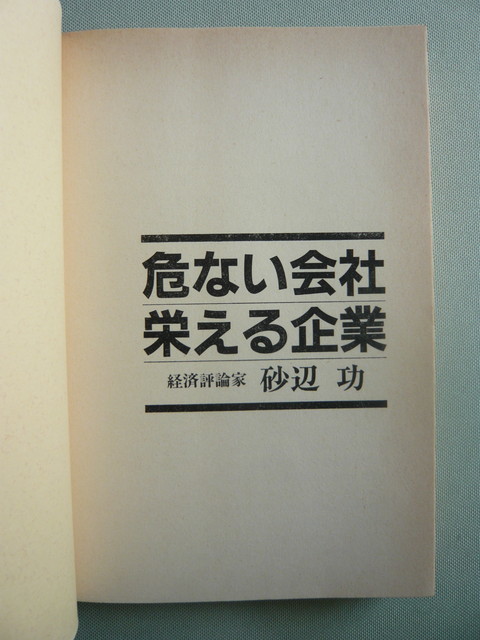 危ない会社
栄える企業
経済評論家 砂辺 功